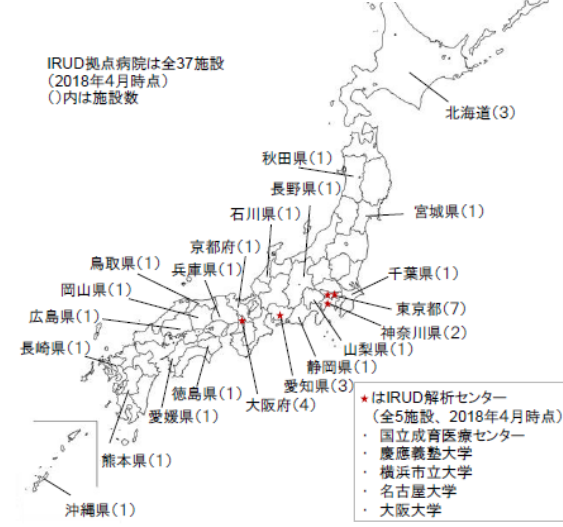 IRUD拠点病院は全37施設
(2018年4月時点)
()内は施設数
北海道(3)
秋田県(1)
長野県(1)
石川県(1)
宮城県(1)
京都府(1)
鳥取県(1)
兵庫県(1)
千葉県(1)
岡山県(1)
東京都(7)
広島県(1)
神奈川県(2)
長崎県(1)
山梨県(1)
静岡県(1)
徳島県(1)
愛知県(3)
大阪府(4)
愛媛県(1)
熊本県(1)
沖縄県(1)
★はIRUD解析センター
(全5施設、2018年4月時点)
・ 国立成育医療センター
・ 慶應義塾大学
・ 横浜市立大学
・ 名古屋大学
・ 大阪大学